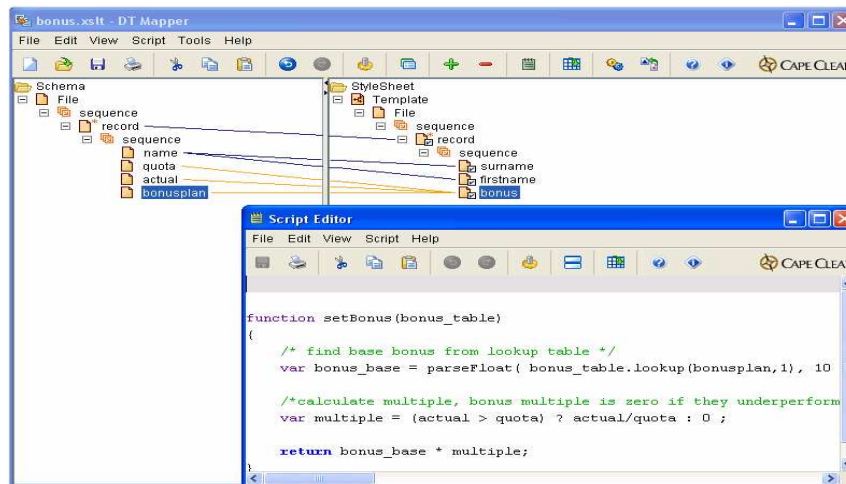 bonus.xslt - DT Mapper
File Edit View Script Tools Help
CAPE CLEA
Schema
File
sequence
record
sequence
name
quota
actual
bonusplan
StyleSheet
Template
File
sequence
record
sequence
surname
firstname
bonus
Script Editor
File Edit View Script Help
CAPE CLEA
function setBonus(bonus_table)
{
/* find base bonus from lookup table */
var bonus_base = parseFloat( bonus_table.lookup(bonusplan,1), 10
/*calculate multiple, bonus multiple is zero if they underperform
var multiple = (actual > quota) ? actual/quota : 0 ;
return bonus_base * multiple;
}